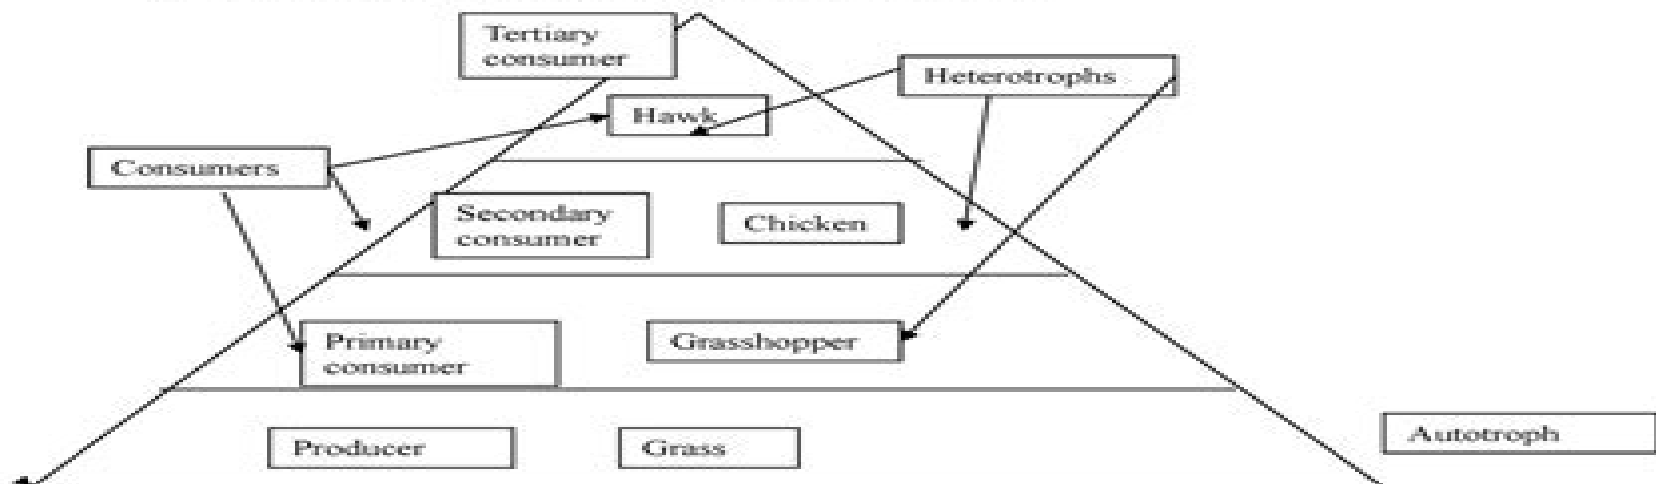 Tertiary
consumer
Heterotrophs
Hawk
Consumers
Secondary
consumer
Chicken
Primary
consumer
Grasshopper
Producer
Grass
Autotroph